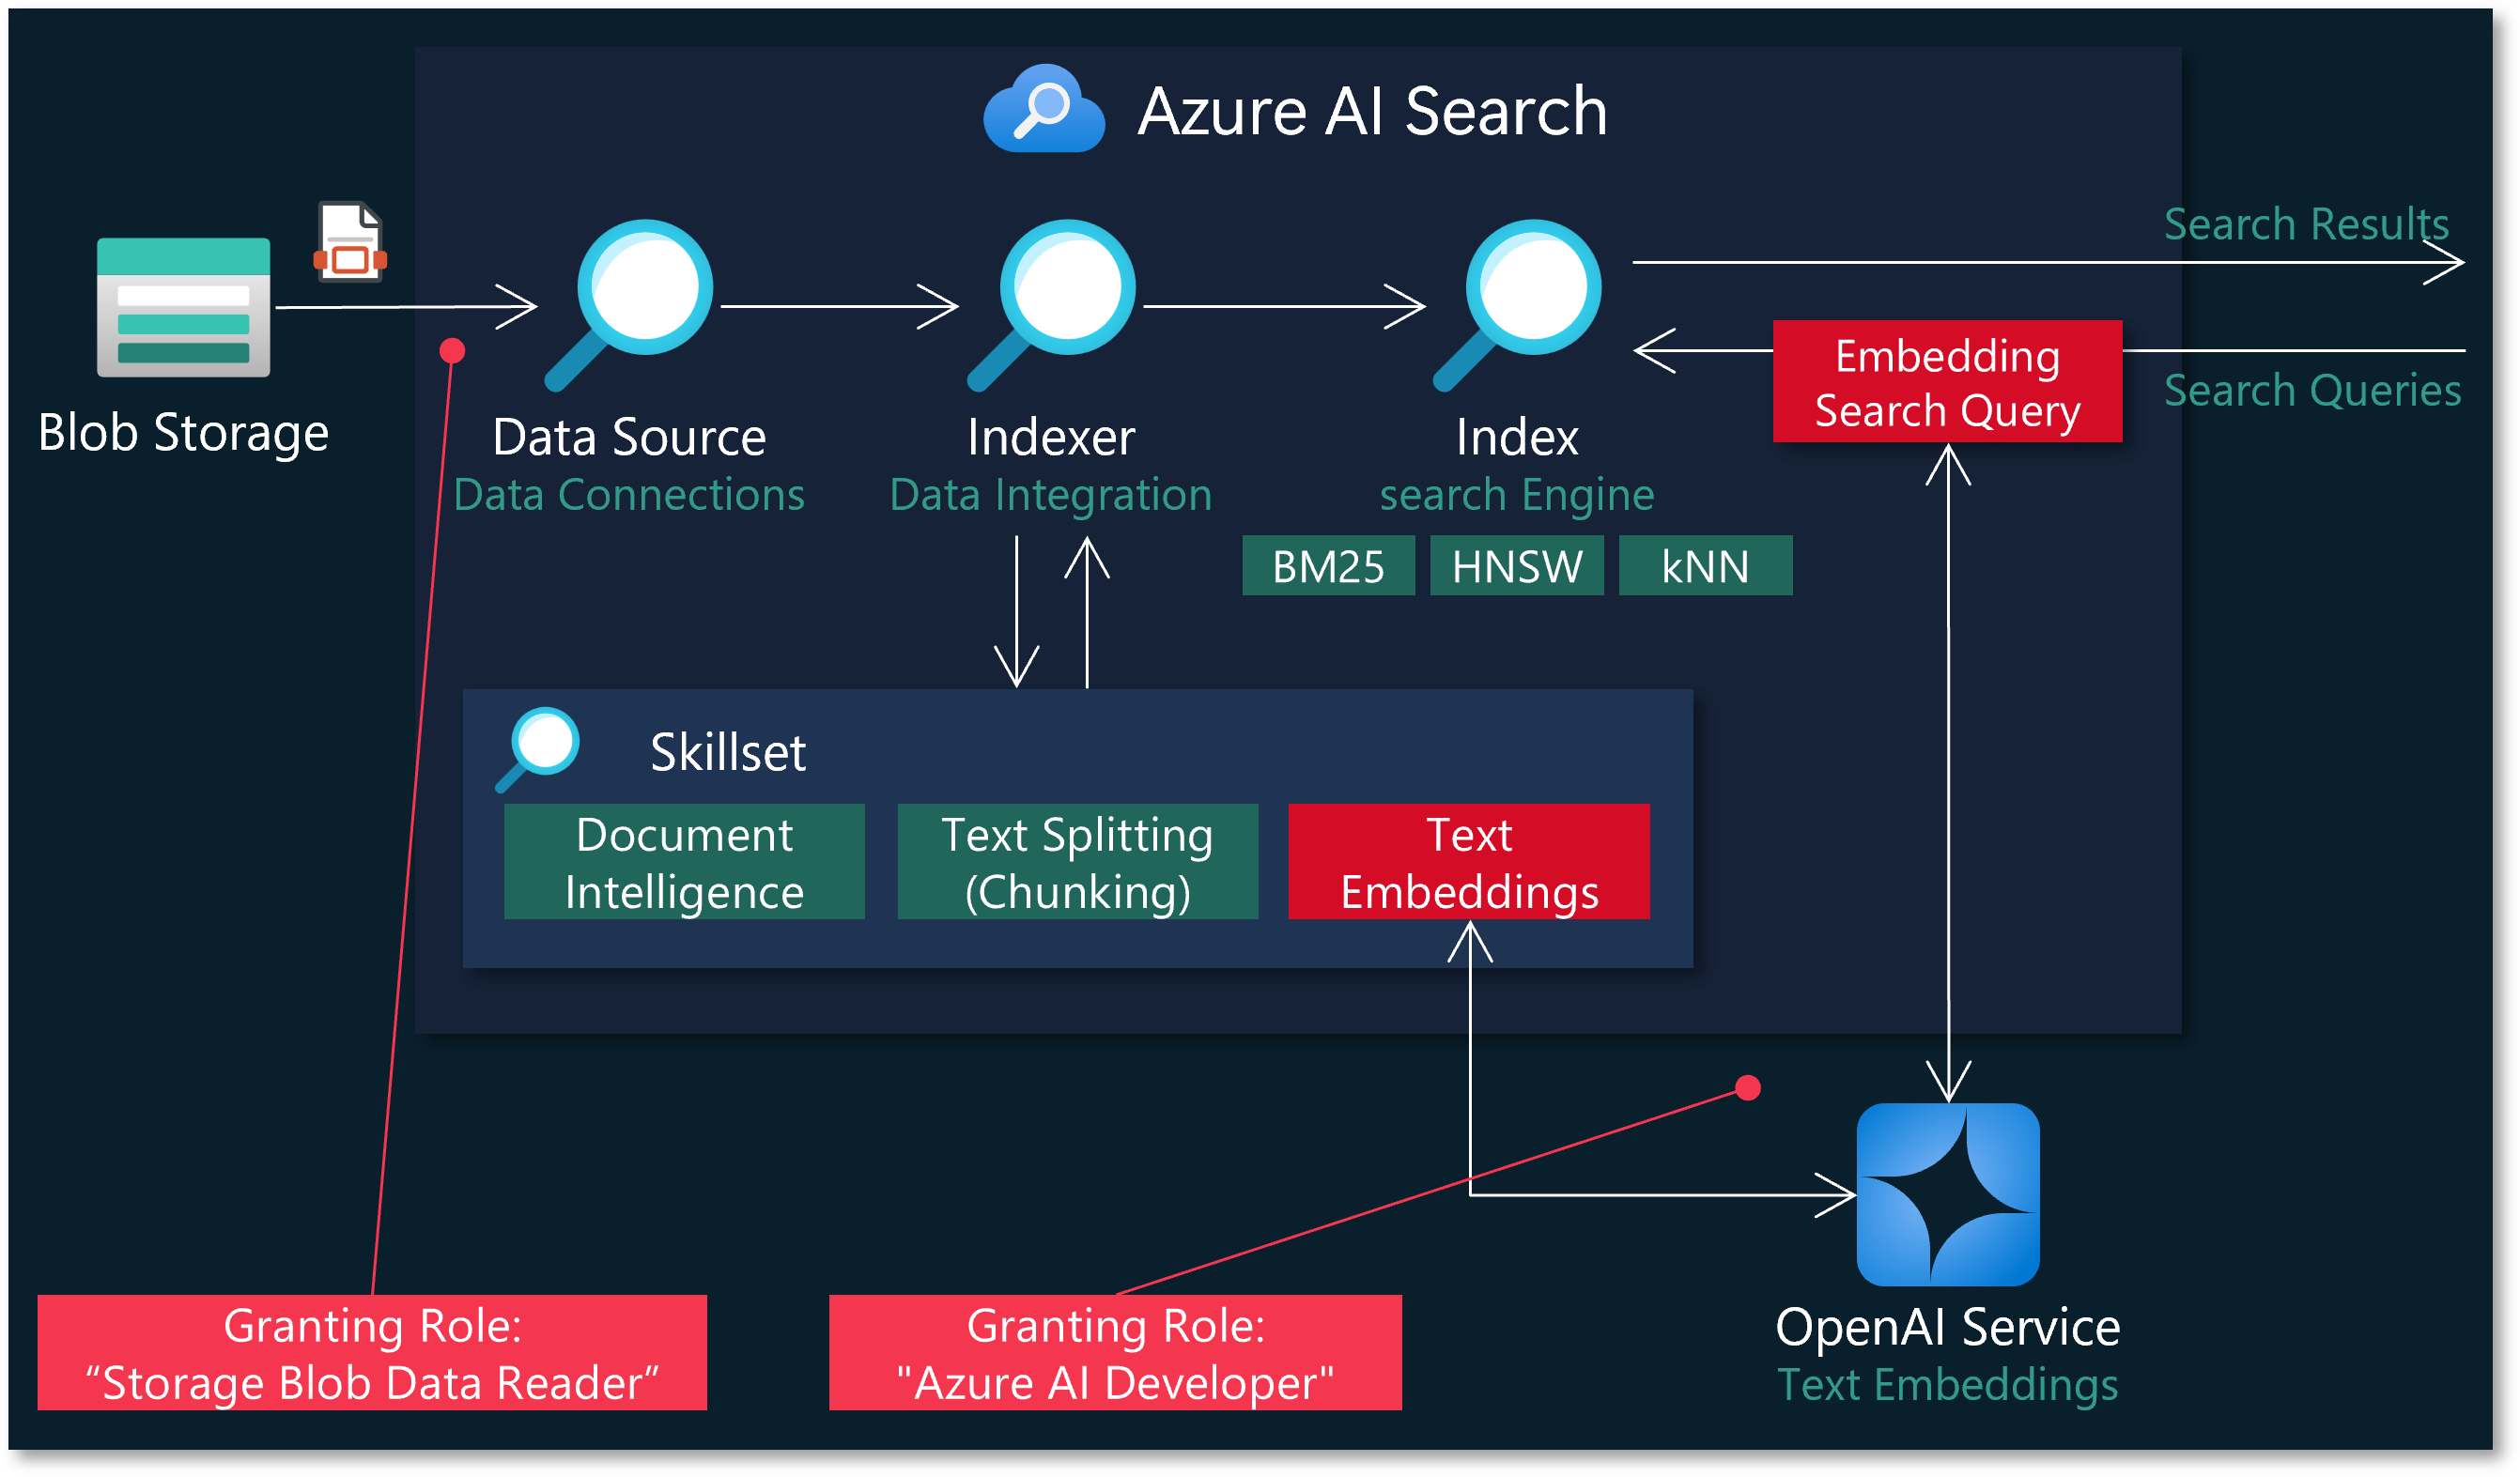 Azure AI Search
Search Results
Embedding
Search Query
Search Queries
Blob Storage
Data Source
Data Connections
Indexer
Data Integration
Index
search Engine
BM25
HNSW
kNN
Skillset
Document
Intelligence
Text Splitting
(Chunking)
Text
Embeddings
Granting Role:
“Storage Blob Data Reader”
Granting Role:
"Azure AI Developer"
OpenAI Service
Text Embeddings